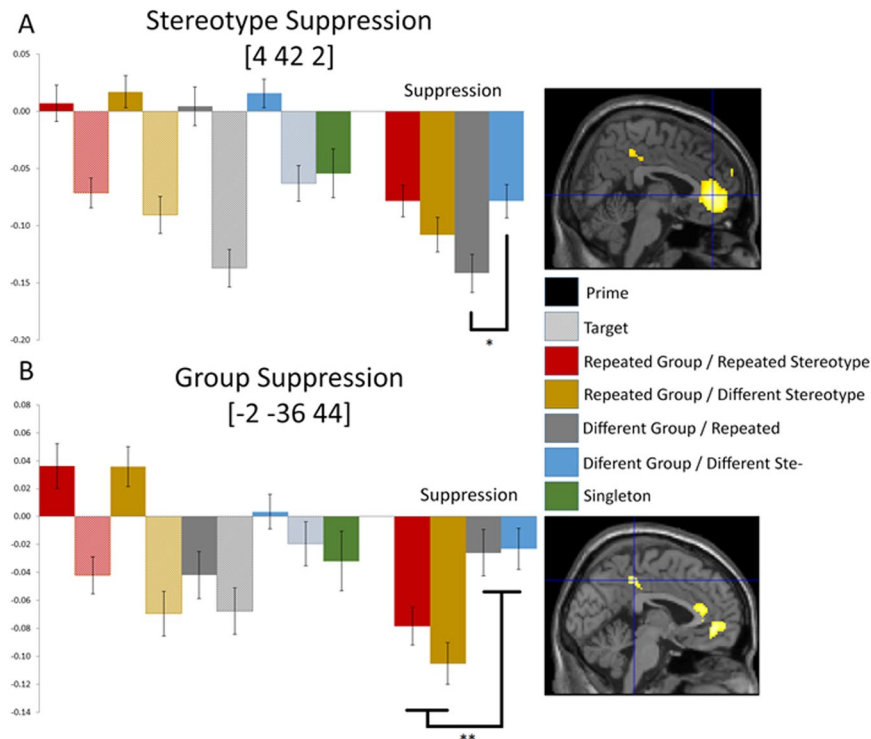 A
Stereotype Suppression
[4 42 2]
0.05
0.00
-0.05
-0.10
-0.15
-0.20
Suppression
*
Prime
Target
Repeated Group / Repeated Stereotype
Repeated Group / Different Stereotype
Different Group / Repeated
Diferent Group / Different Ste-
Singleton
B
Group Suppression
[-2 -36 44]
0.08
0.06
0.04
0.02
0.00
-0.02
-0.04
-0.06
-0.08
-0.10
-0.12
-0.14
Suppression
**